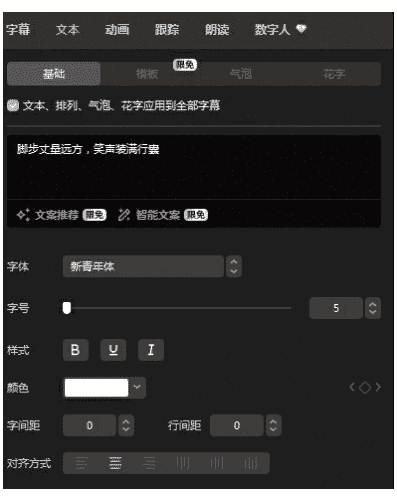 字幕 文本 动画 跟踪 朗读 数字人
基础 模板 限免 气泡 花字
文本、排列、气泡、花字应用到全部字幕
脚步丈量远方，笑声装满行囊
文案推荐 限免 智能文案 限免
字体 新青年体
字号 5
样式 B U I
颜色
字间距 0 行间距 0
对齐方式